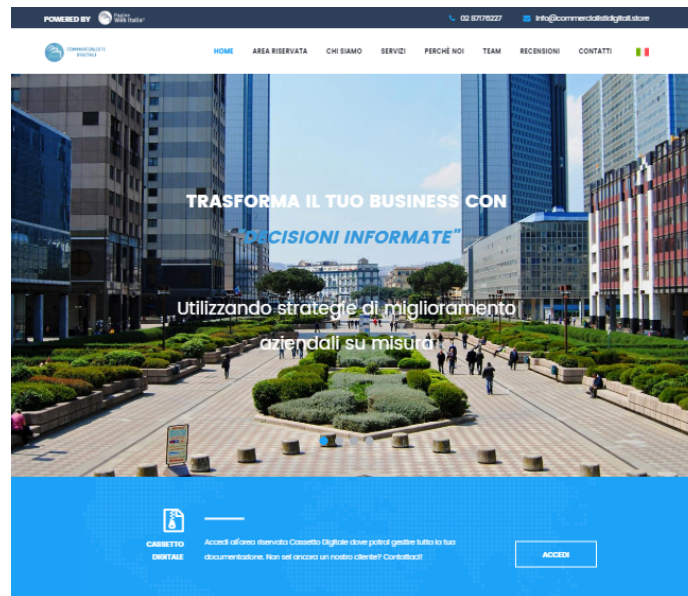 POWERED BY
Pagine
Web Italia
02 87176227
info@commercialistidigitali.store
COMMERCIALISTI
DIGITALI
HOME
AREA RISERVATA
CHI SIAMO
SERVIZI
PERCHÈ NOI
TEAM
RECENSIONI
CONTATTI
TRASFORMA IL TUO BUSINESS CON
"DECISIONI INFORMATE"
Utilizzando strategie di miglioramento
aziendali su misura
CASSETTO
DIGITALE
Accedi all'area riservata Cassetto Digitale dove potrai gestire tutta la tua
documentazione. Non sei ancora un nostro cliente? Contattaci!
ACCEDI